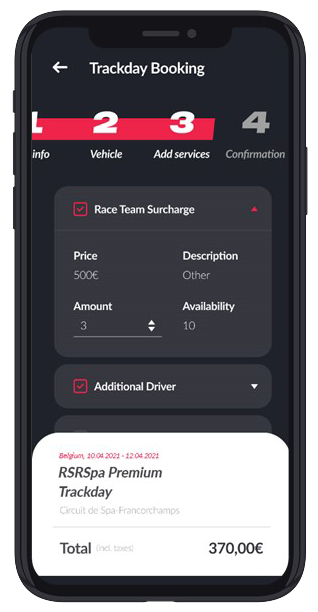 Trackday Booking
1 2 3 4
info Vehicle Add services Confirmation
Race Team Surcharge
Price Description
500€ Other
Amount Availability
3 10
Additional Driver
Belgium, 10.04.2021 - 12.04.2021
RSRSpa Premium
Trackday
Circuit de Spa-Francorchamps
Total (incl. taxes) 370,00€